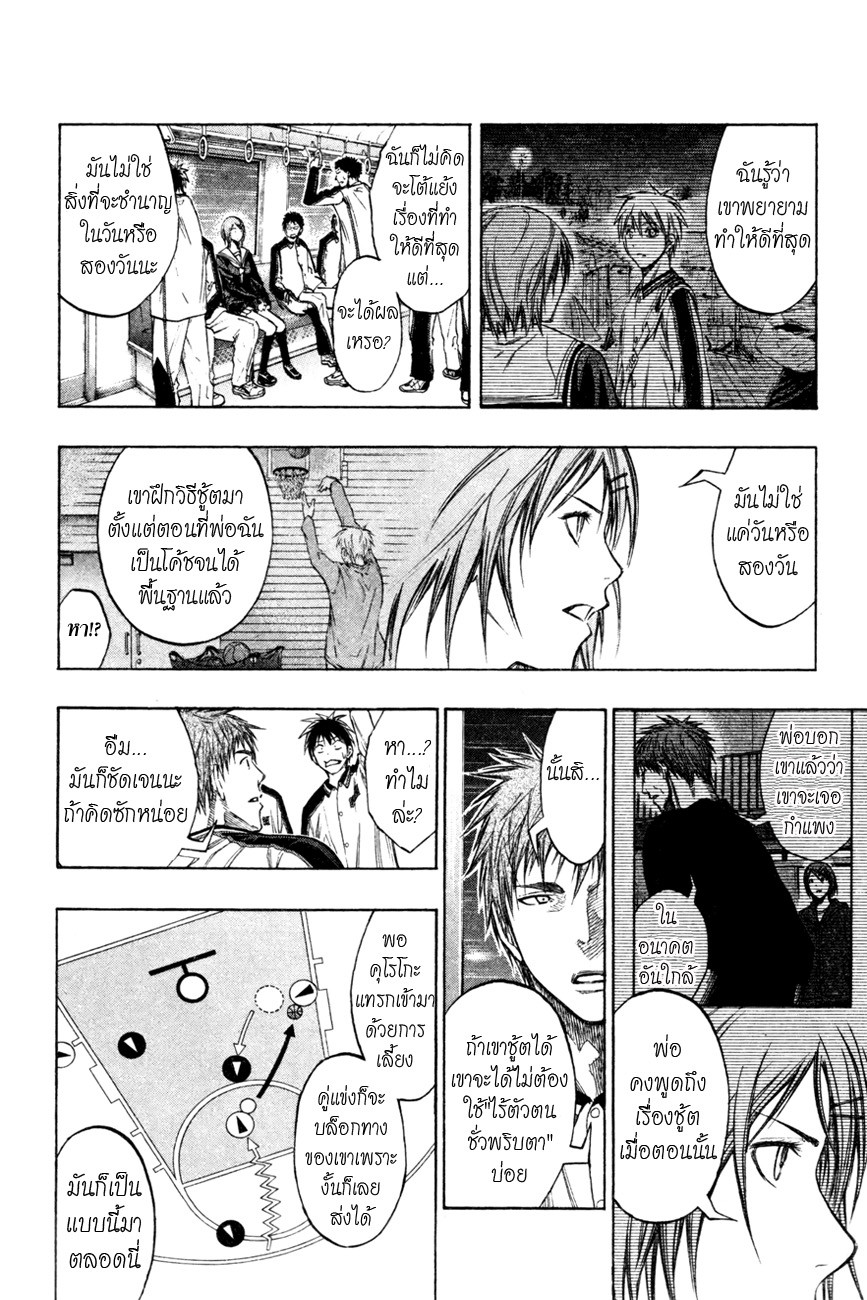 ฉันรู้ว่า
เขาพยายาม
ทำให้ดีที่สุด
ฉันก็ไม่คิด
จะโต้แย้ง
เรื่องที่ทำ
ให้ดีที่สุด
แต่...
จะได้ผล
เหรอ?
มันไม่ใช่
สิ่งที่จะชำนาญ
ในวันหรือ
สองวันนะ
มันไม่ใช่
แค่วันหรือ
สองวัน
เขาฝึกวิธีชู้ตมา
ตั้งแต่ตอนที่พ่อฉัน
เป็นโค้ชจนได้
พื้นฐานแล้ว
หา!?
พ่อบอก
เขาแล้วว่า
เขาจะเจอ
กำแพง
ใน
อนาคต
อันใกล้
พ่อ
คงพูดถึง
เรื่องชู้ต
เมื่อตอนนั้น
นั้นสิ...
ถ้าเขาชู้ตได้
เขาจะได้ไม่ต้อง
ใช้"ไร้ตัวตน
ชั่วพริบตา"
บ่อย
หา...?
ทำไม
ล่ะ?
อืม...
มันก็ชัดเจนนะ
ถ้าคิดซักหน่อย
พอ
คุโรโกะ
แทรกเข้ามา
ด้วยการ
เลี้ยง
คู่แข่งก็จะ
บล็อกทาง
ของเขาเพราะ
งั้นก็เลย
ส่งได้
มันก็เป็น
แบบนี้มา
ตลอดนี่